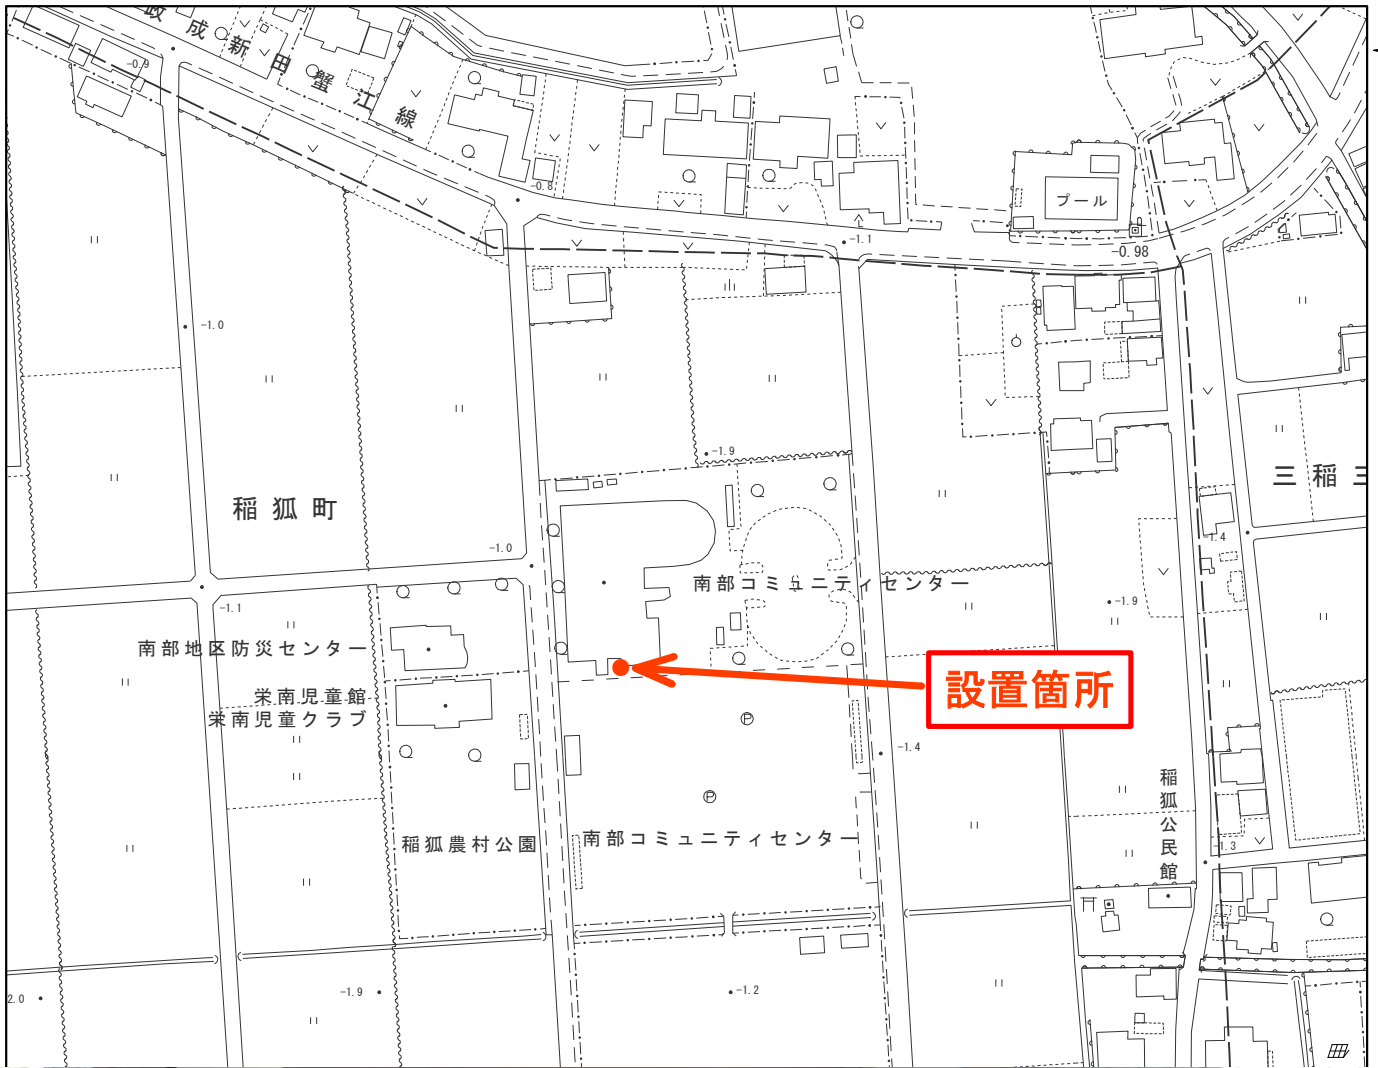 政成新田蟹江線
-0.9
-0.8
プール
-1.1
-0.98
-1.0
-1.9
稲狐町
三稲三
-1.0
-1.4
南部コミュニティセンター
-1.1
-1.9
南部地区防災センター
設置箇所
栄南児童館
栄南児童クラブ
P
-1.4
稲狐公民館
P
稲狐農村公園
南部コミュニティセンター
-1.3
2.0
-1.9
-1.2